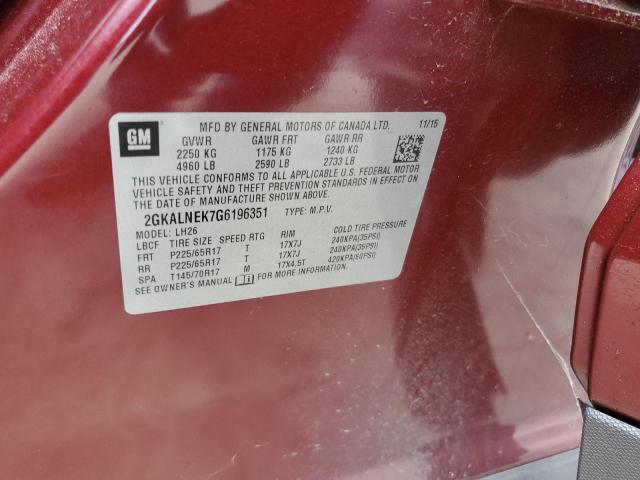 GM
MFD BY GENERAL MOTORS OF CANADA LTD. 11/15
GVWR GAWR FRT GAWR RR
2250 KG 1175 KG 1240 KG
4960 LB 2590 LB 2733 LB
THIS VEHICLE CONFORMS TO ALL APPLICABLE U.S. FEDERAL MOTOR
VEHICLE SAFETY AND THEFT PREVENTION STANDARDS IN EFFECT ON
THE DATE OF MANUFACTURE SHOWN ABOVE.
2GKALNEK7G6196351 TYPE: M.P.V.
MODEL: LH26
LBCF TIRE SIZE SPEED RTG RIM COLD TIRE PRESSURE
FRT P225/65R17 T 17X7J 240KPA(35PSI)
RR P225/65R17 T 17X7J 240KPA(35PSI)
SPA T145/70R17 M 17X4.5T 420KPA(60PSI)
SEE OWNER'S MANUAL FOR MORE INFORMATION.